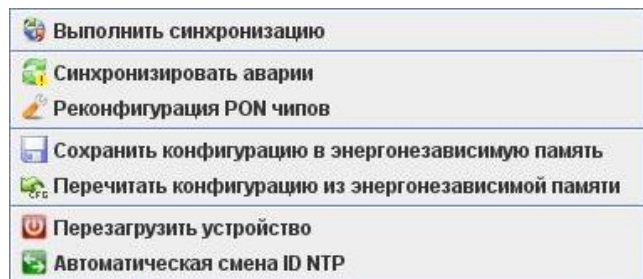 Выполнить синхронизацию
Синхронизировать аварии
Реконфигурация PON чипов
Сохранить конфигурацию в энергонезависимую память
Перечитать конфигурацию из энергонезависимой памяти
CFG
Перезагрузить устройство
Автоматическая смена ID NTP